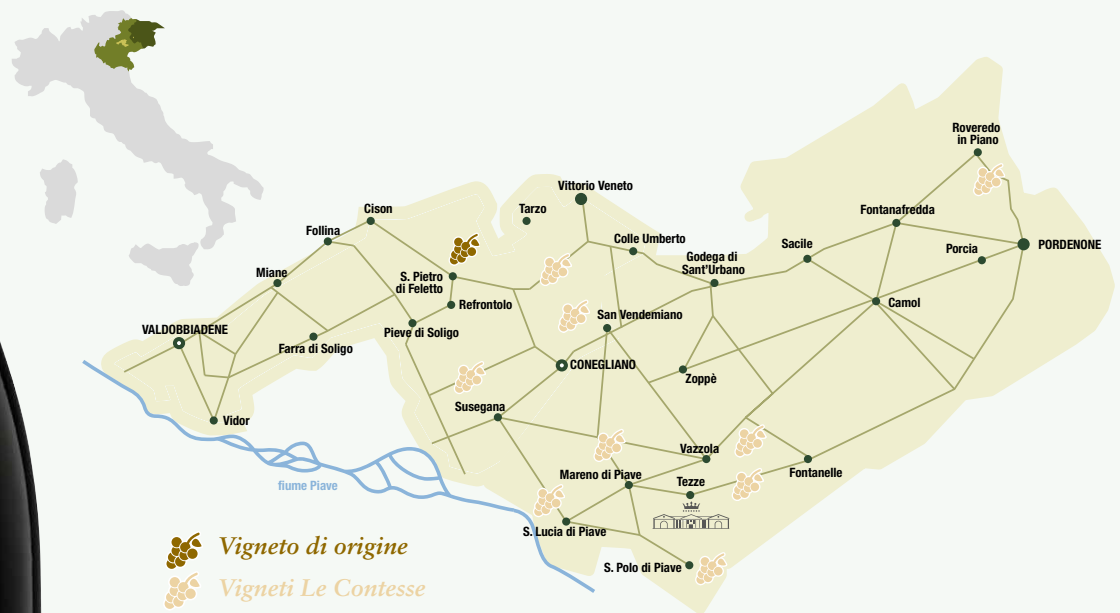 Roveredo
in Piano
Vittorio Veneto
Cison
Tarzo
Fontanafredda
Follina
Colle Umberto
Sacile
PORDENONE
Porcia
Godega di
Sant'Urbano
Miane
S. Pietro
di Feletto
Refrontolo
Camol
San Vendemiano
VALDOBBIADENE
Pieve di Soligo
Farra di Soligo
CONEGLIANO
Zoppè
Susegana
Vidor
Vazzola
Mareno di Piave
Tezze
Fontanelle
fiume Piave
S. Lucia di Piave
S. Polo di Piave
Vigneto di origine
Vigneti Le Contesse